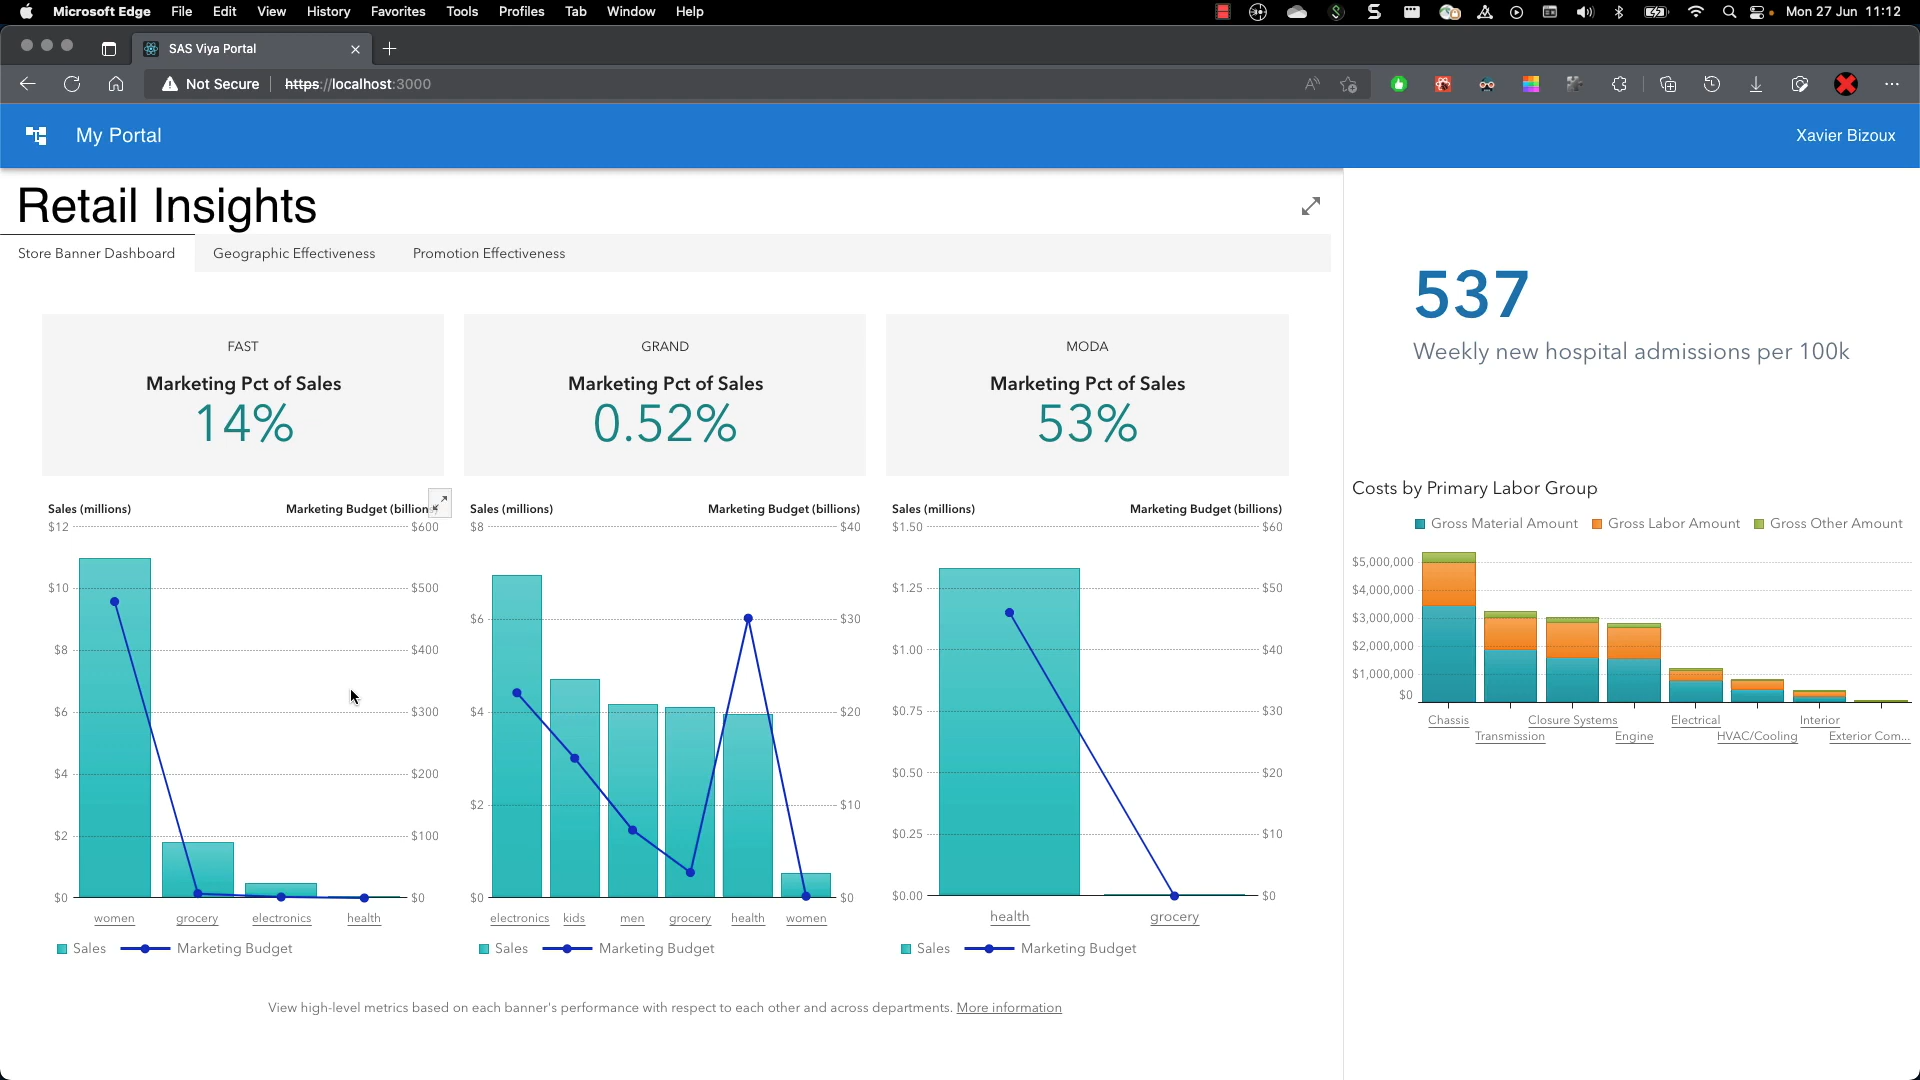 Microsoft Edge File Edit View History Favorites Tools Profiles Tab Window Help Mon 27 Jun 11:12
SAS Viya Portal
Not Secure https://localhost:3000
My Portal
Xavier Bizoux
Retail Insights
Store Banner Dashboard Geographic Effectiveness Promotion Effectiveness
FAST
Marketing Pct of Sales
14%
GRAND
Marketing Pct of Sales
0.52%
MODA
Marketing Pct of Sales
53%
Sales (millions) Marketing Budget (billion
$12 $600
$10 $500
$8 $400
$6 $300
$4 $200
$2 $100
$0 $0
women grocery electronics health
Sales Marketing Budget
Sales (millions) Marketing Budget (billions)
$8 $40
$6 $30
$4 $20
$2 $10
$0 $0
electronics kids men grocery health women
Sales Marketing Budget
Sales (millions) Marketing Budget (billions)
$1.50 $60
$1.25 $50
$1.00 $40
$0.75 $30
$0.50 $20
$0.25 $10
$0.00 $0
health grocery
Sales Marketing Budget
View high-level metrics based on each banner's performance with respect to each other and across departments. More information
537
Weekly new hospital admissions per 100k
Costs by Primary Labor Group
Gross Material Amount Gross Labor Amount Gross Other Amount
$5,000,000
$4,000,000
$3,000,000
$2,000,000
$1,000,000
$0
Chassis Closure Systems Electrical Interior
Transmission Engine HVAC/Cooling Exterior Com...